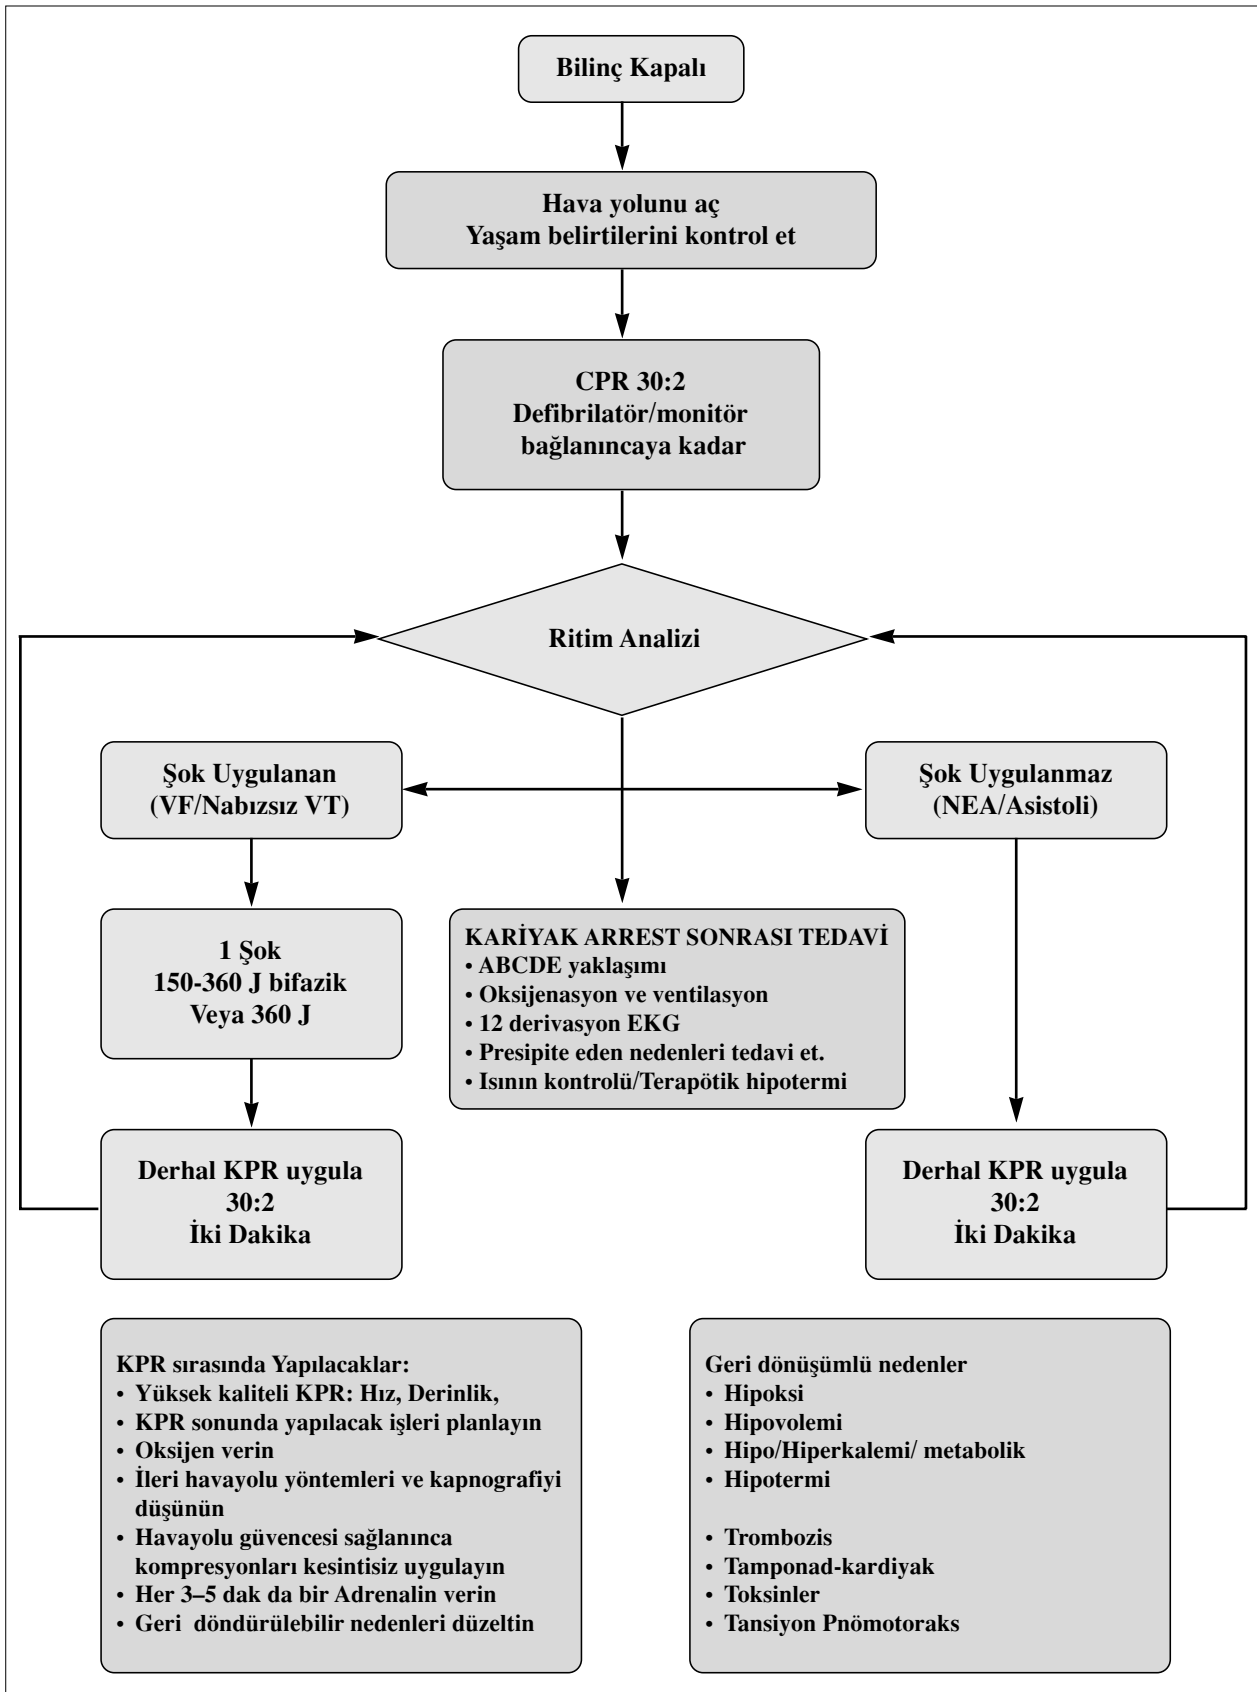 Bilinç Kapalı
Hava yolunu aç
Yaşam belirtilerini kontrol et
CPR 30:2
Defibrilatör/monitör
bağlanıncaya kadar
Ritim Analizi
Şok Uygulanan
(VF/Nabızsız VT)
Şok Uygulanmaz
(NEA/Asistoli)
1 Şok
150-360 J bifazik
Veya 360 J
KARİYAK ARREST SONRASI TEDAVİ
• ABCDE yaklaşımı
• Oksijenasyon ve ventilasyon
• 12 derivasyon EKG
• Presipite eden nedenleri tedavi et.
• Isının kontrolü/Terapötik hipotermi
Derhal KPR uygula
30:2
İki Dakika
Derhal KPR uygula
30:2
İki Dakika
KPR sırasında Yapılacaklar:
• Yüksek kaliteli KPR: Hız, Derinlik,
• KPR sonunda yapılacak işleri planlayın
• Oksijen verin
• İleri havayolu yöntemleri ve kapnografiyi
düşünün
• Havayolu güvencesi sağlanınca
kompresyonları kesintisiz uygulayın
• Her 3–5 dak da bir Adrenalin verin
• Geri döndürülebilir nedenleri düzeltin
Geri dönüşümlü nedenler
• Hipoksi
• Hipovolemi
• Hipo/Hiperkalemi/ metabolik
• Hipotermi
• Trombozis
• Tamponad-kardiyak
• Toksinler
• Tansiyon Pnömotoraks